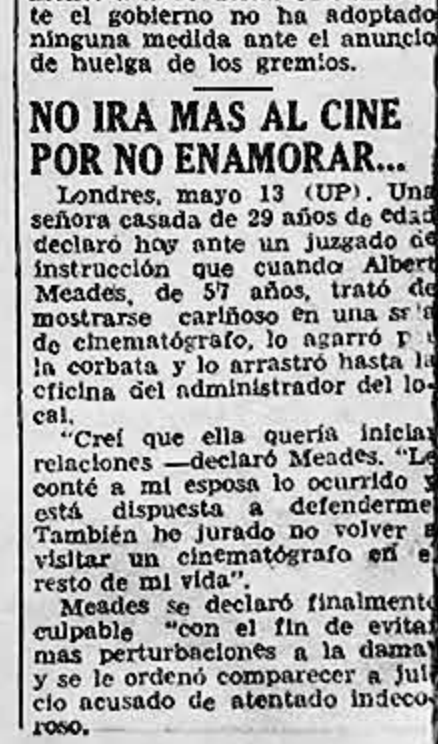 te el gobierno no ha adoptado
ninguna medida ante el anuncio
de huelga de los gremios.
NO IRA MAS AL CINE
POR NO ENAMORAR...
Londres, mayo 13 (UP). Una
señora casada de 29 años de edad
declaró hoy ante un juzgado de
instrucción que cuando Albert
Meades, de 57 años, trató de
mostrarse cariñoso en una
de cinematógrafo, lo agarró
la corbata y lo arrastró hasta la
oficina del administrador del lo-
cal.
"Creí que ella quería iniciar
relaciones —declaró Meades. "Le
conté a mi esposa lo ocurrido y
está dispuesta a defenderme
También he jurado no volver a
visitar un cinematógrafo en el
resto de mi vida".
Meades se declaró finalmente
culpable "con el fin de evitar
mas perturbaciones a la dama
y se le ordenó comparecer a jui-
cio acusado de atentado indeco-
roso.